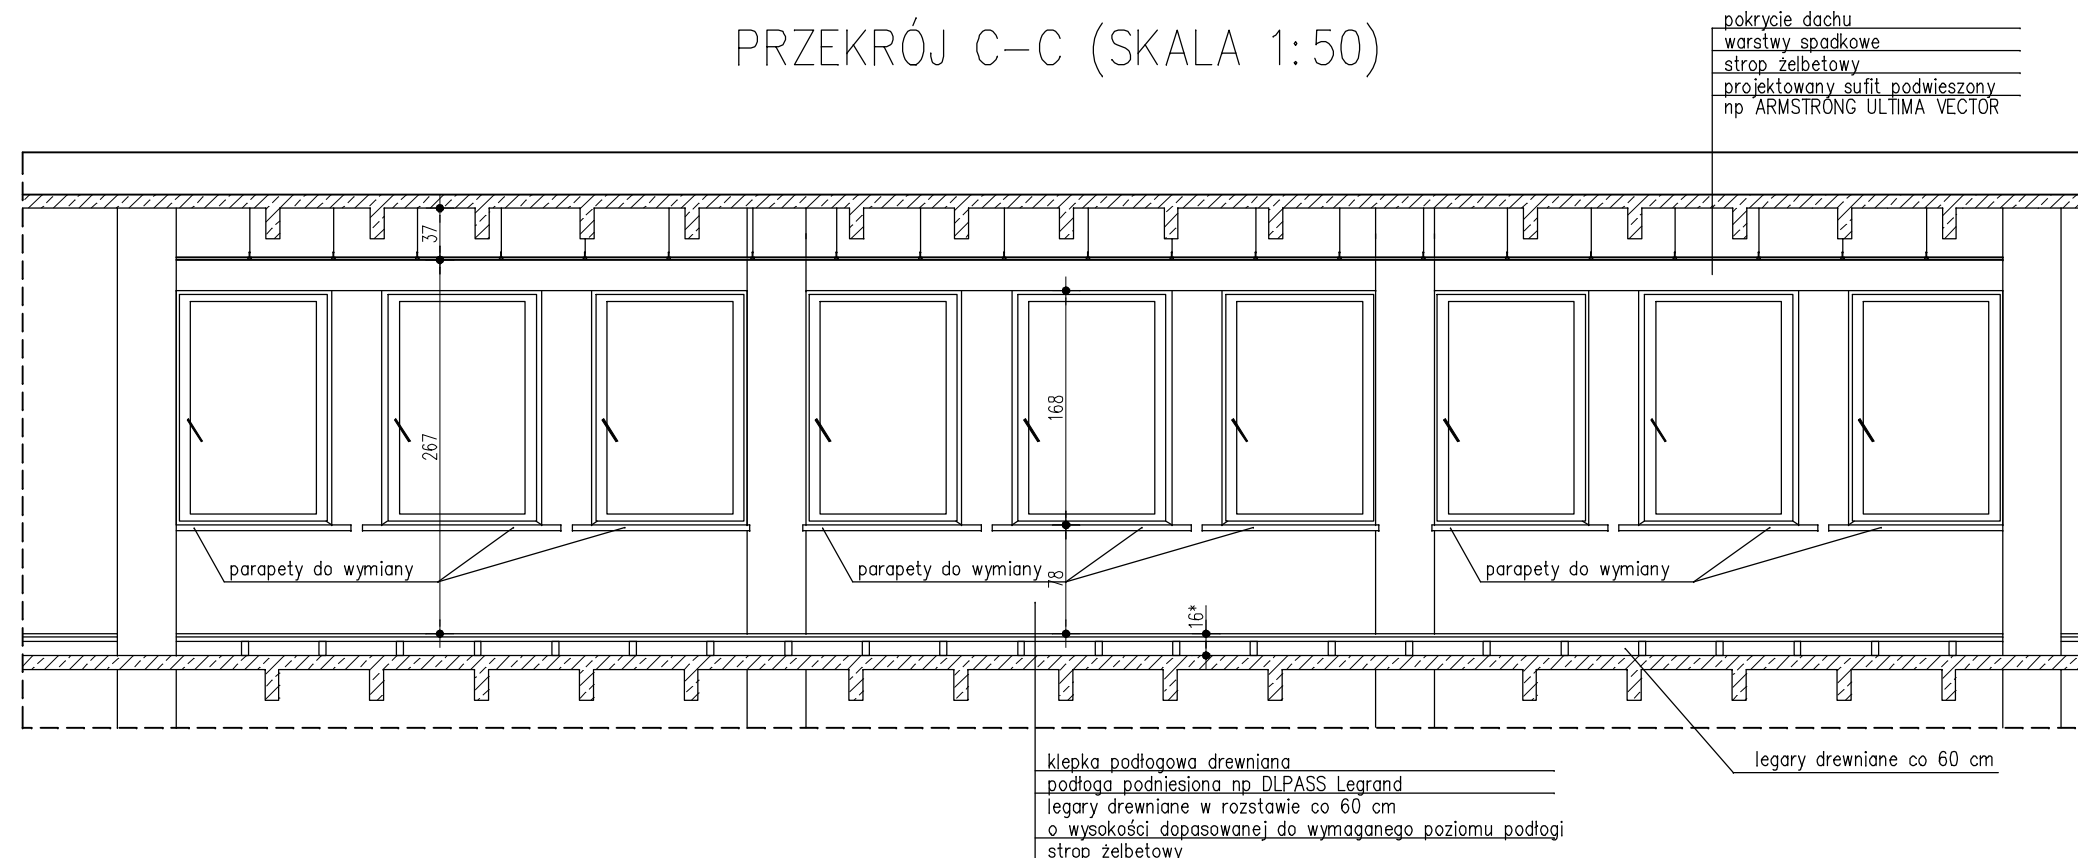 PRZEKRÓJ C-C (SKALA 1:50)
pokrycie dachu
warstwy spadkowe
strop żelbetowy
projektowany sufit podwieszony
np ARMSTRONG ULTIMA VECTOR
37
267
168
78
16*
parapety do wymiany
parapety do wymiany
parapety do wymiany
legary drewniane co 60 cm
klepka podłogowa drewniana
podłoga podniesiona np DLPASS Legrand
legary drewniane w rozstawie co 60 cm
o wysokości dopasowanej do wymaganego poziomu podłogi
strop żelbetowy